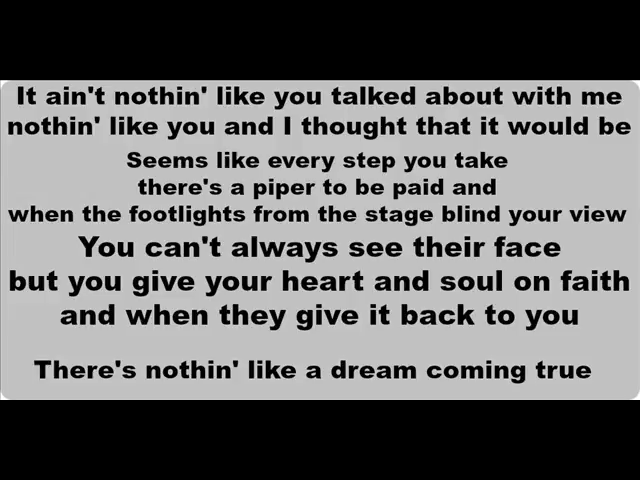 It ain't nothin' like you talked about with me
nothin' like you and I thought that it would be
Seems like every step you take
there's a piper to be paid and
when the footlights from the stage blind your view
You can't always see their face
but you give your heart and soul on faith
and when they give it back to you
There's nothin' like a dream coming true